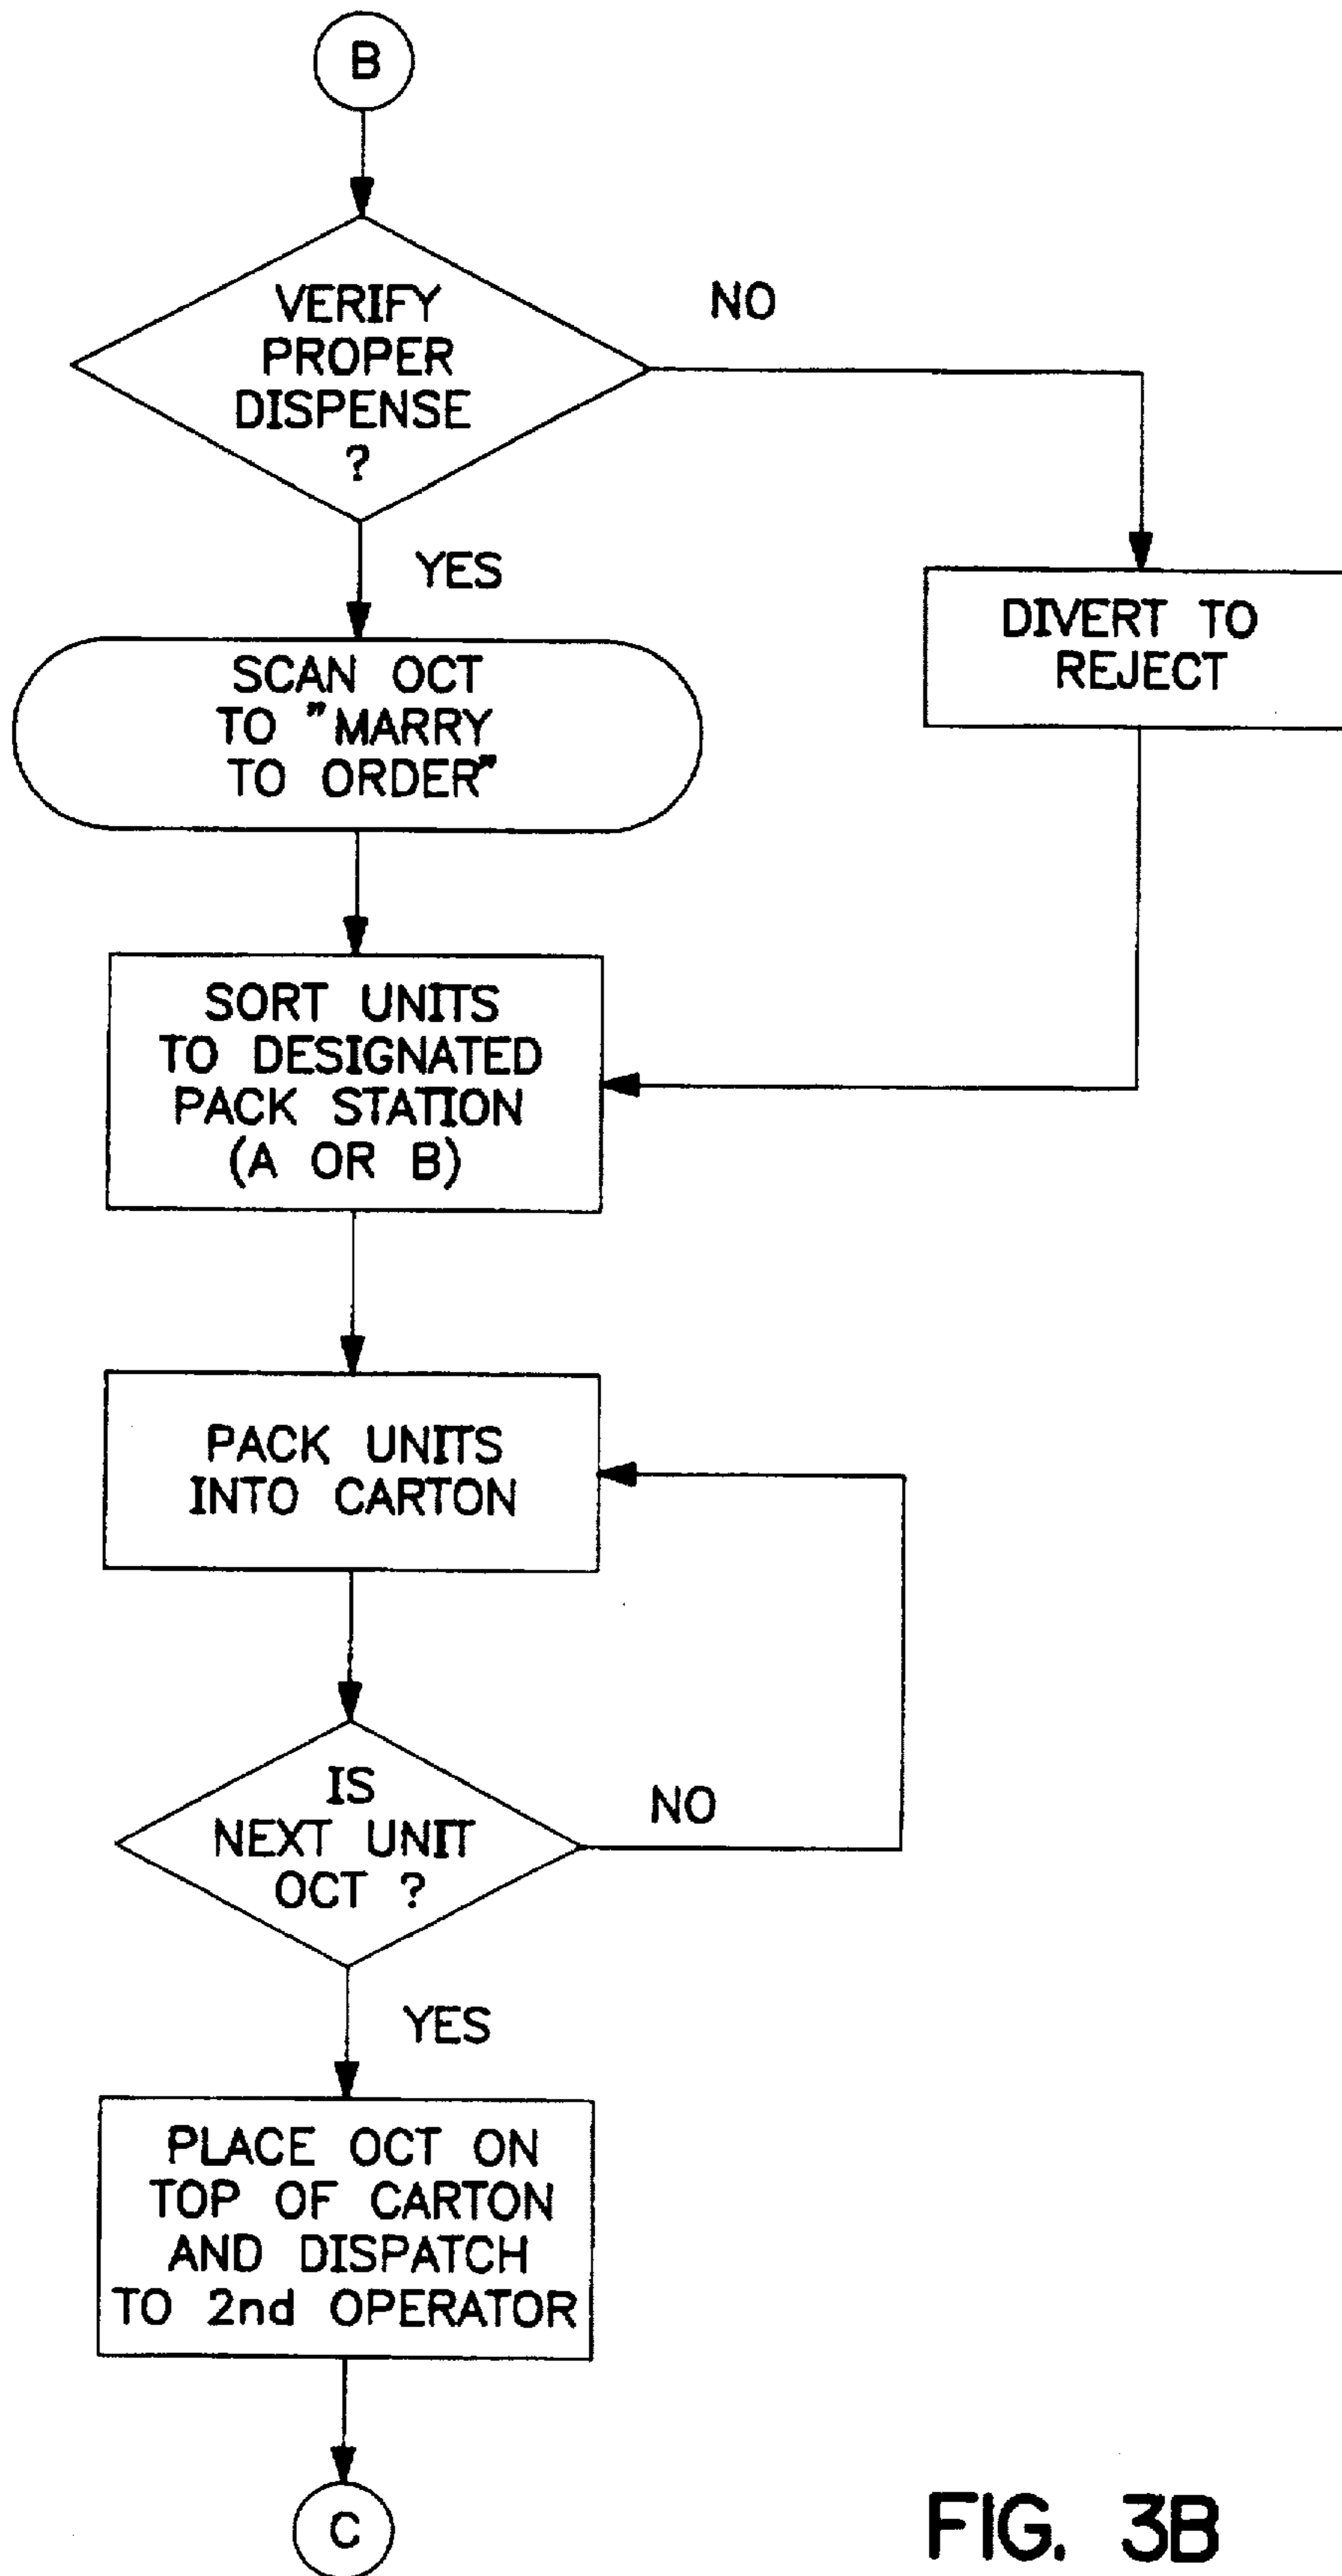 B
VERIFY
PROPER
DISPENSE
?
NO
YES
SCAN OCT
TO "MARRY
TO ORDER"
DIVERT TO
REJECT
SORT UNITS
TO DESIGNATED
PACK STATION
(A OR B)
PACK UNITS
INTO CARTON
IS
NEXT UNIT
OCT ?
NO
YES
PLACE OCT ON
TOP OF CARTON
AND DISPATCH
TO 2nd OPERATOR
C
FIG. 3B